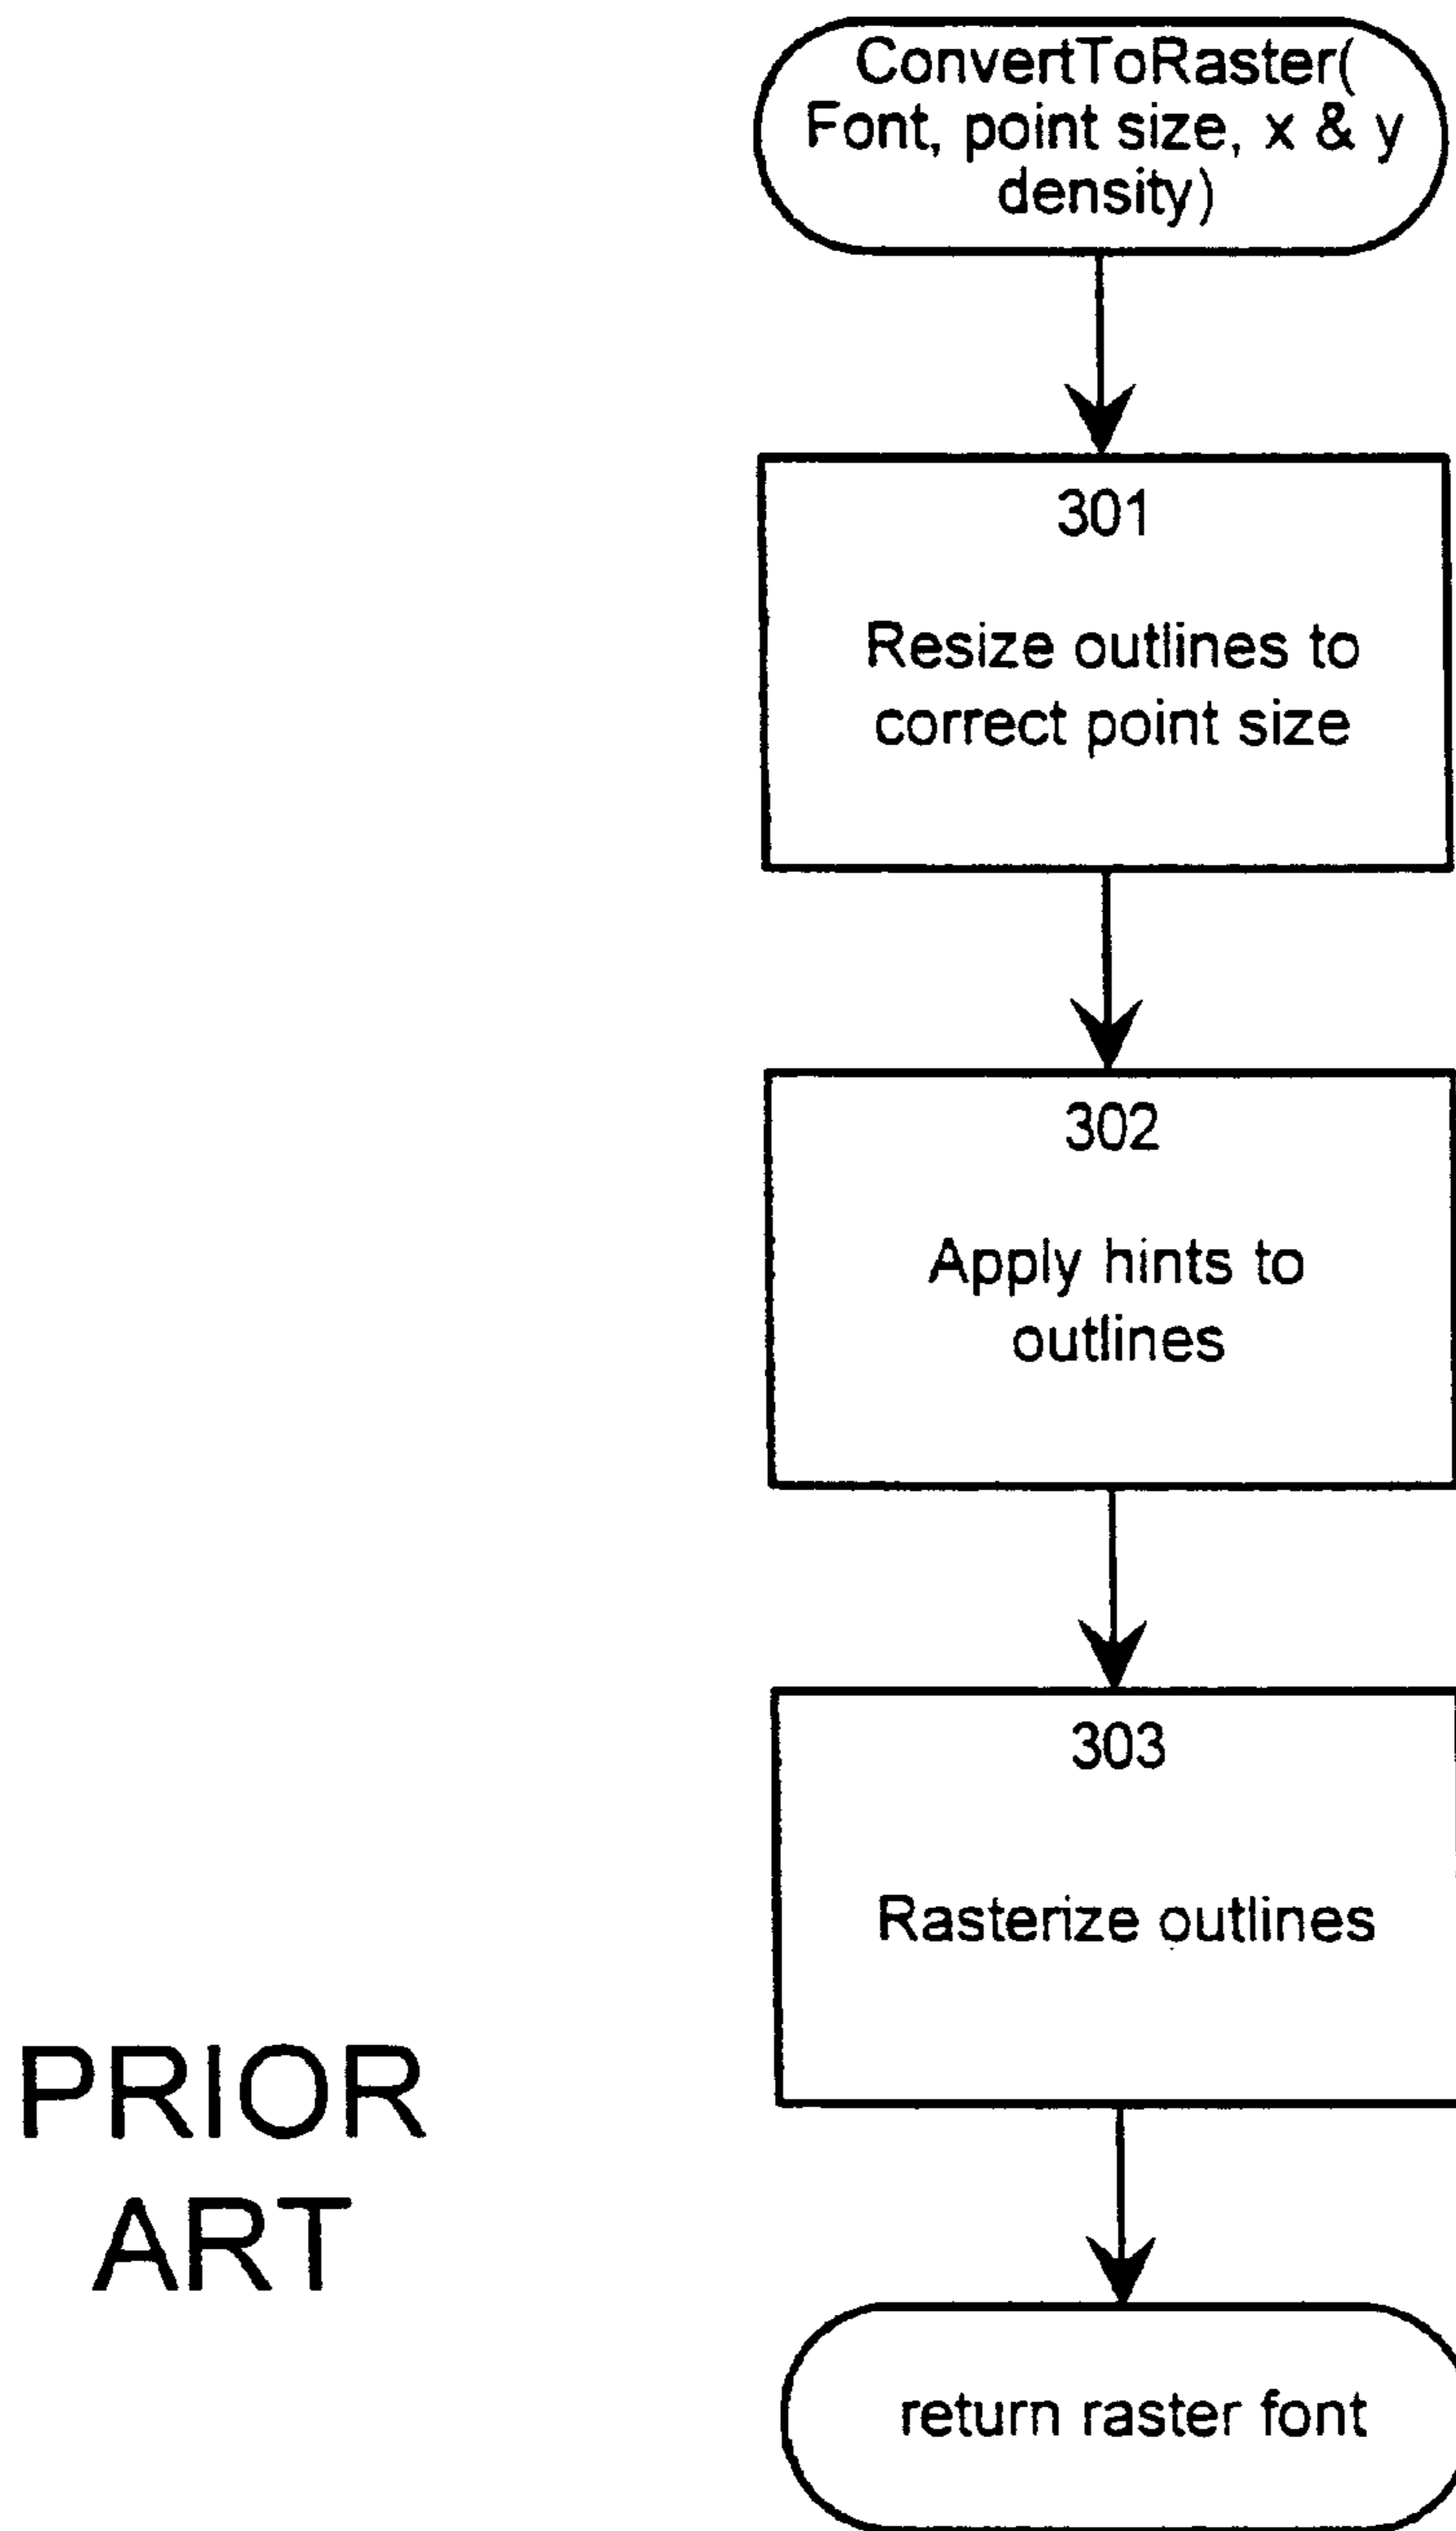 ConvertToRaster(
Font, point size, x & y
density)
301
Resize outlines to
correct point size
302
Apply hints to
outlines
303
Rasterize outlines
PRIOR
ART
return raster font